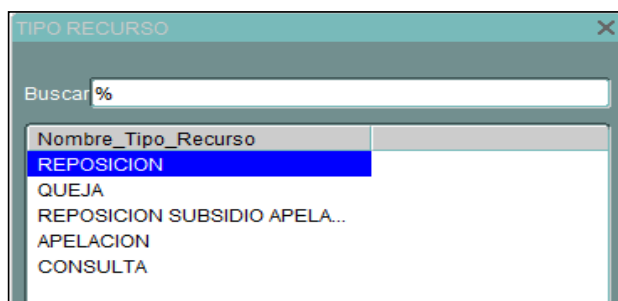 TIPO RECURSO
Buscar %
Nombre_Tipo_Recurso
REPOSICION
QUEJA
REPOSICION SUBSIDIO APELA...
APELACION
CONSULTA